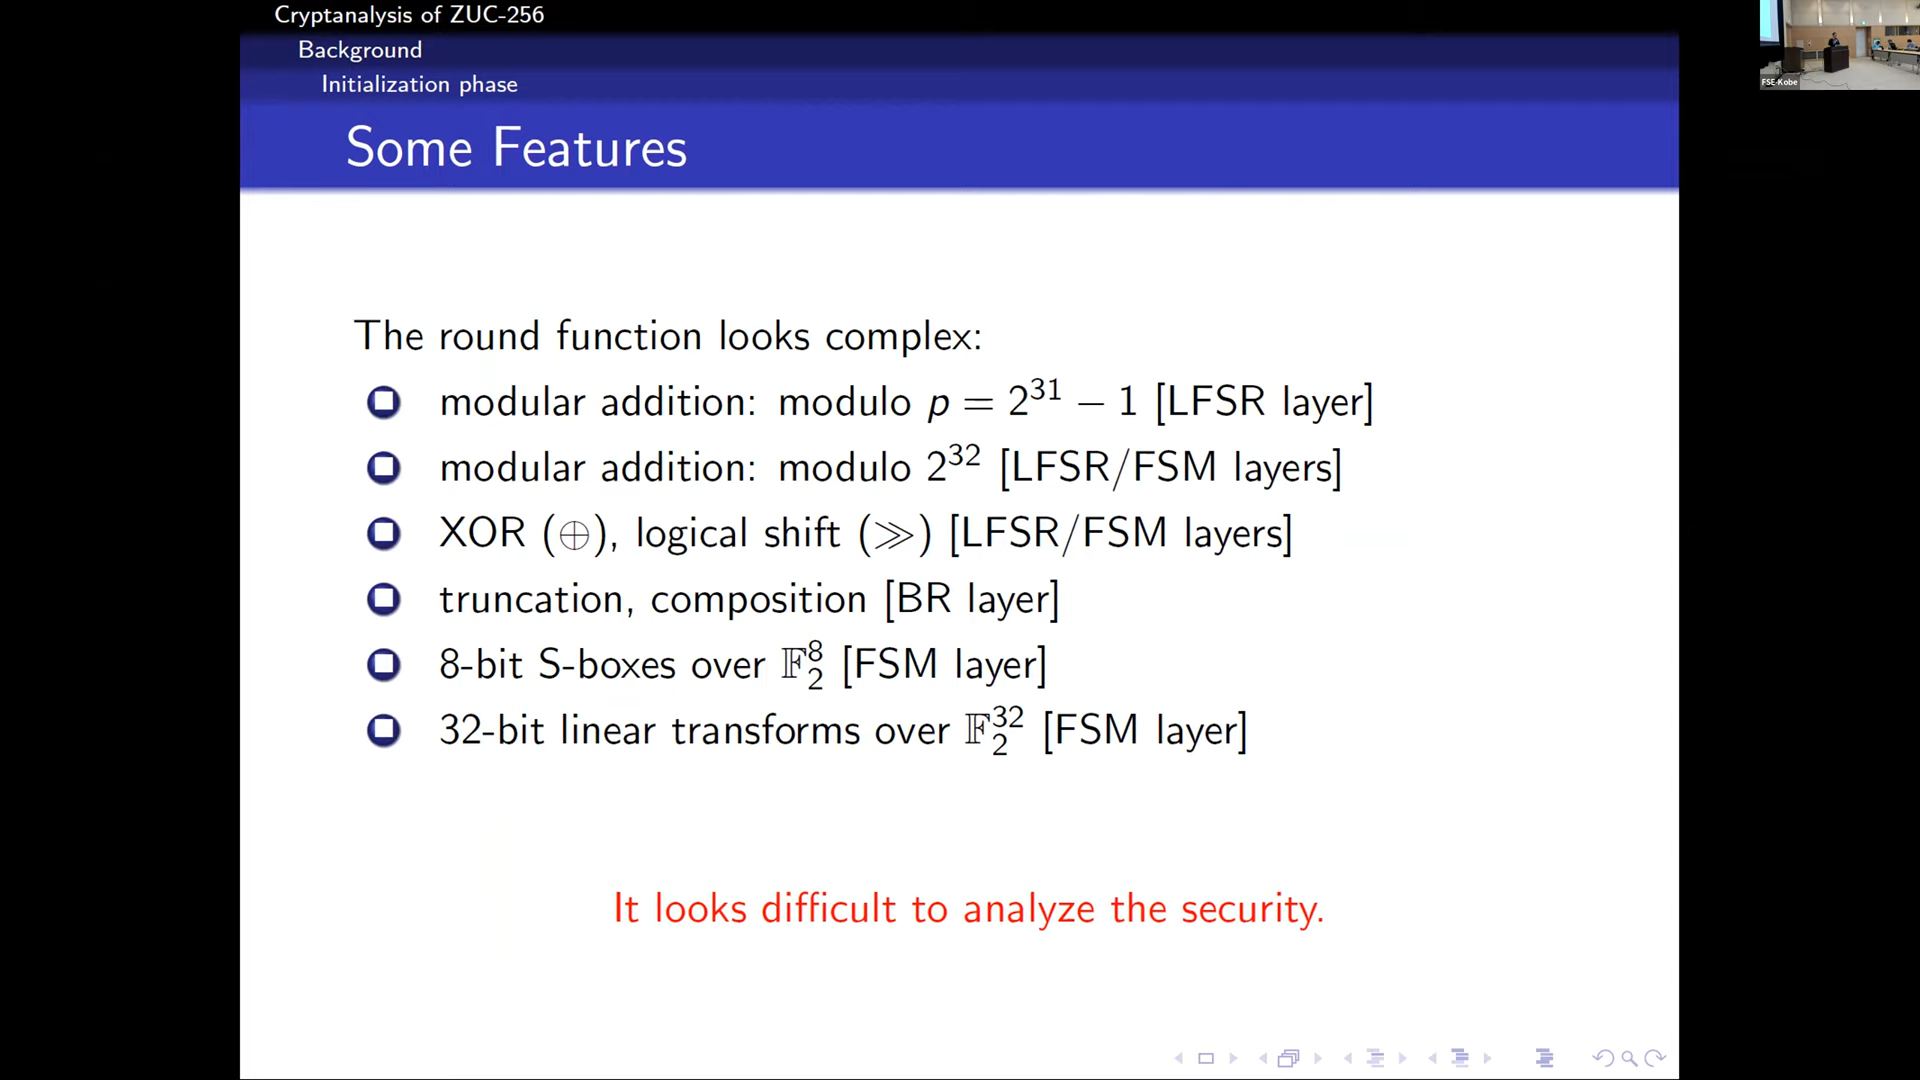 Cryptanalysis of ZUC-256
Background
Initialization phase
Some Features
FSE-Kobe
The round function looks complex:
modular addition: modulo p = 2^31 − 1 [LFSR layer]
modular addition: modulo 2^32 [LFSR/FSM layers]
XOR (⊕), logical shift (≫) [LFSR/FSM layers]
truncation, composition [BR layer]
8-bit S-boxes over 𝔽_2^8 [FSM layer]
32-bit linear transforms over 𝔽_2^32 [FSM layer]
It looks difficult to analyze the security.